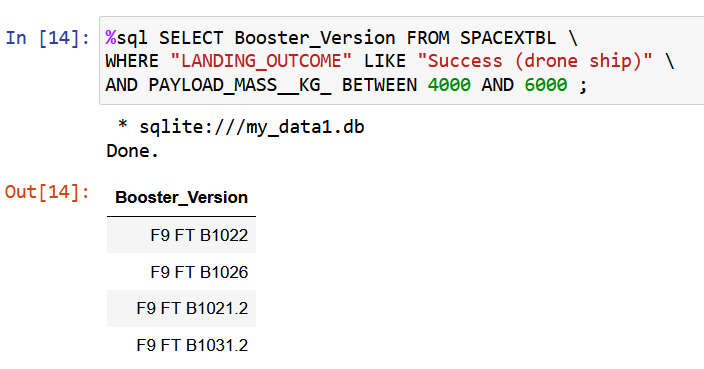 In [14]: %sql SELECT Booster_Version FROM SPACEXTBL \
WHERE "LANDING_OUTCOME" LIKE "Success (drone ship)" \
AND PAYLOAD_MASS__KG_ BETWEEN 4000 AND 6000 ;
* sqlite:///my_data1.db
Done.
Out[14]:
Booster_Version
F9 FT B1022
F9 FT B1026
F9 FT B1021.2
F9 FT B1031.2